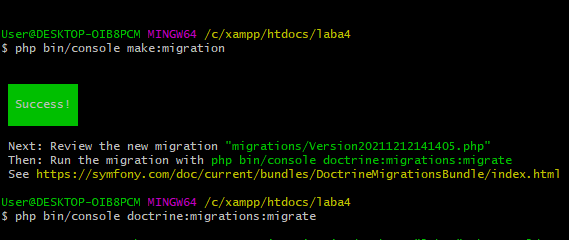 User@DESKTOP-OIB8PCM MINGW64 /c/xampp/htdocs/laba4
$ php bin/console make:migration
Success!
Next: Review the new migration "migrations/Version20211212141405.php"
Then: Run the migration with php bin/console doctrine:migrations:migrate
See https://symfony.com/doc/current/bundles/DoctrineMigrationsBundle/index.html
User@DESKTOP-OIB8PCM MINGW64 /c/xampp/htdocs/laba4
$ php bin/console doctrine:migrations:migrate